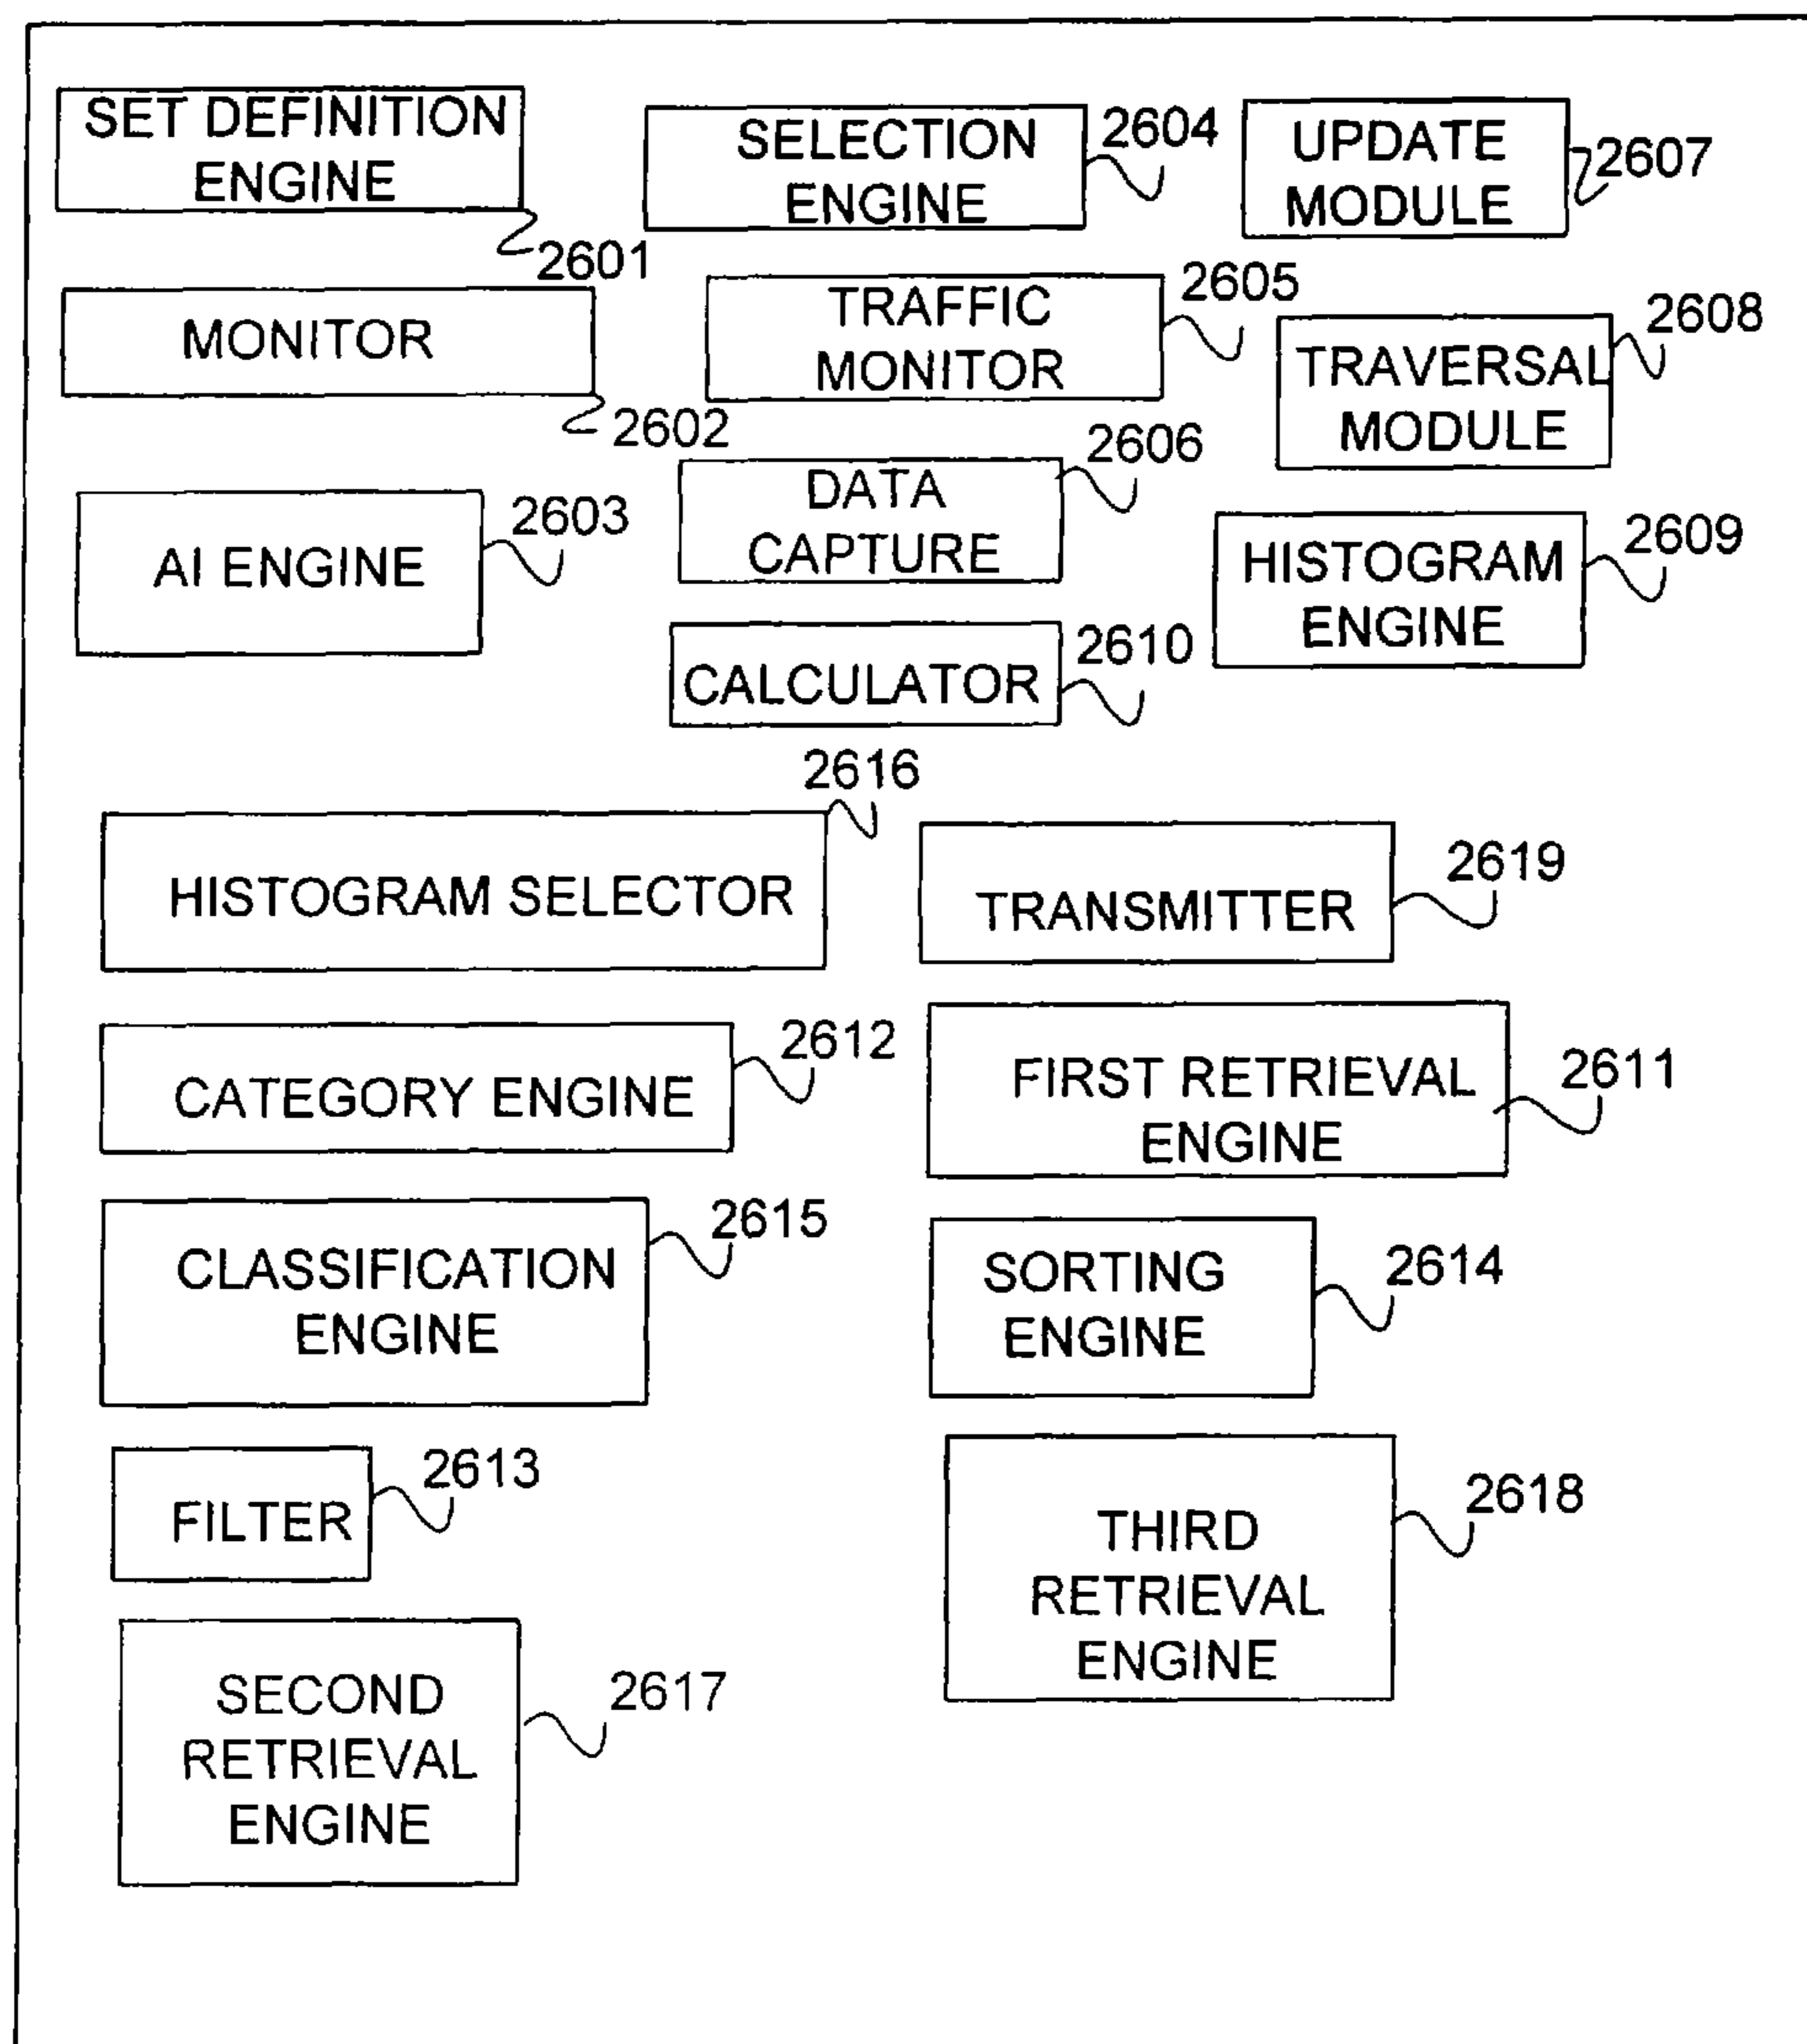 SET DEFINITION
ENGINE
2601
SELECTION
ENGINE
2604
UPDATE
MODULE
2607
MONITOR
2602
TRAFFIC
MONITOR
2605
TRAVERSAL
MODULE
2608
AI ENGINE
2603
DATA
CAPTURE
2606
HISTOGRAM
ENGINE
2609
CALCULATOR
2610
HISTOGRAM SELECTOR
2616
TRANSMITTER
2619
CATEGORY ENGINE
2612
FIRST RETRIEVAL
ENGINE
2611
CLASSIFICATION
ENGINE
2615
SORTING
ENGINE
2614
FILTER
2613
THIRD
RETRIEVAL
ENGINE
2618
SECOND
RETRIEVAL
ENGINE
2617